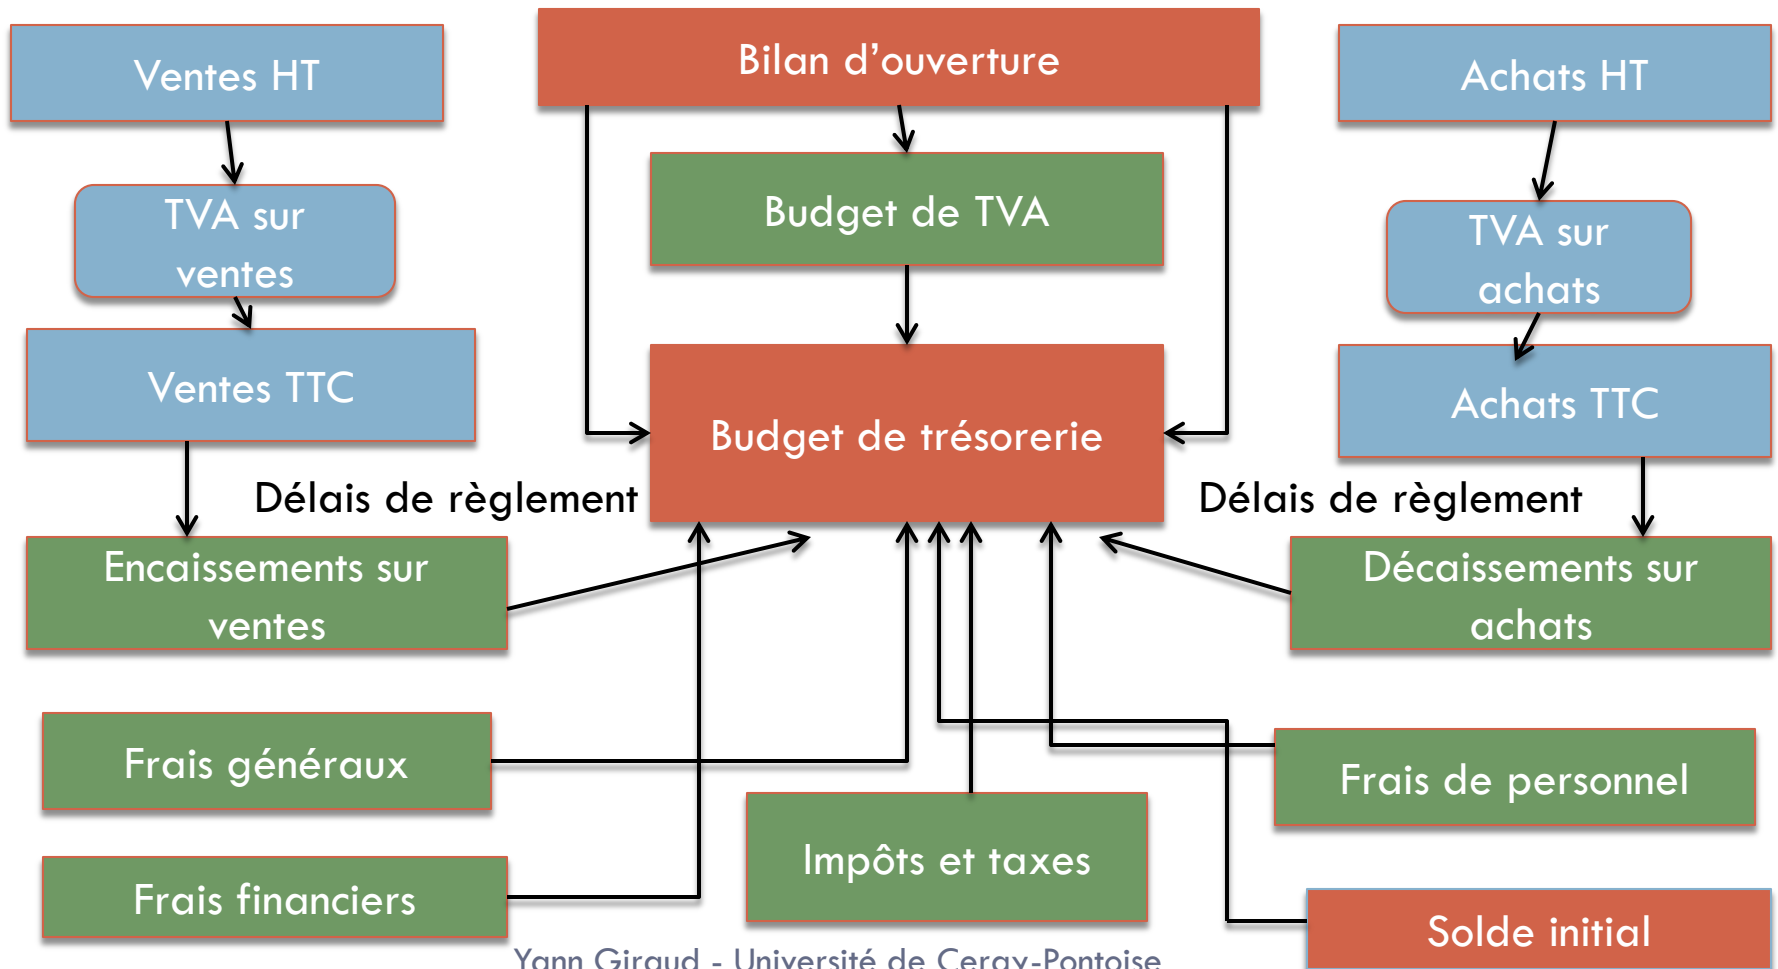 Ventes HT
Bilan d’ouverture
Achats HT
TVA sur
ventes
Budget de TVA
TVA sur
achats
Ventes TTC
Budget de trésorerie
Achats TTC
Délais de règlement
Délais de règlement
Encaissements sur
ventes
Décaissements sur
achats
Frais généraux
Frais de personnel
Impôts et taxes
Frais financiers
Solde initial
Yann Giraud - Université de Cergy-Pontoise